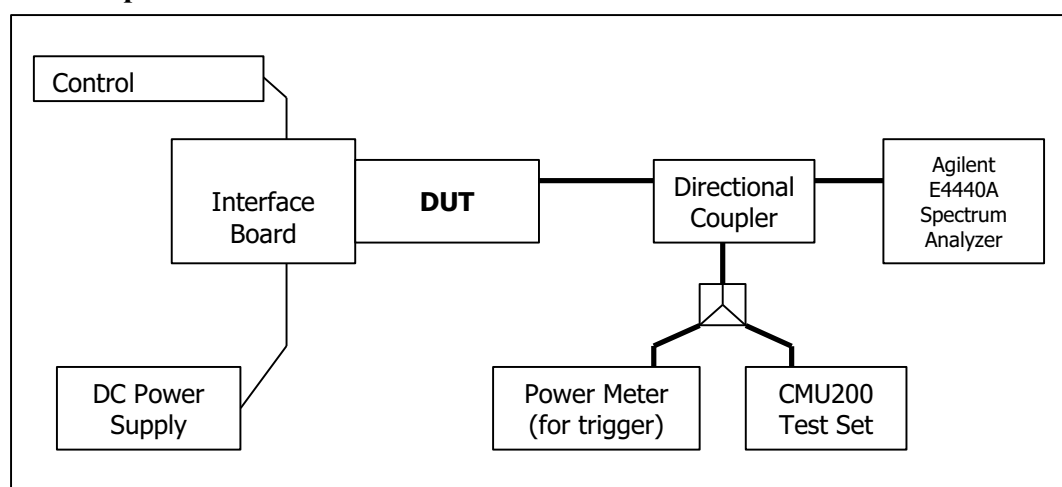 Control
Interface
Board
DUT
Directional
Coupler
Agilent
E4440A
Spectrum
Analyzer
DC Power
Supply
Power Meter
(for trigger)
CMU200
Test Set